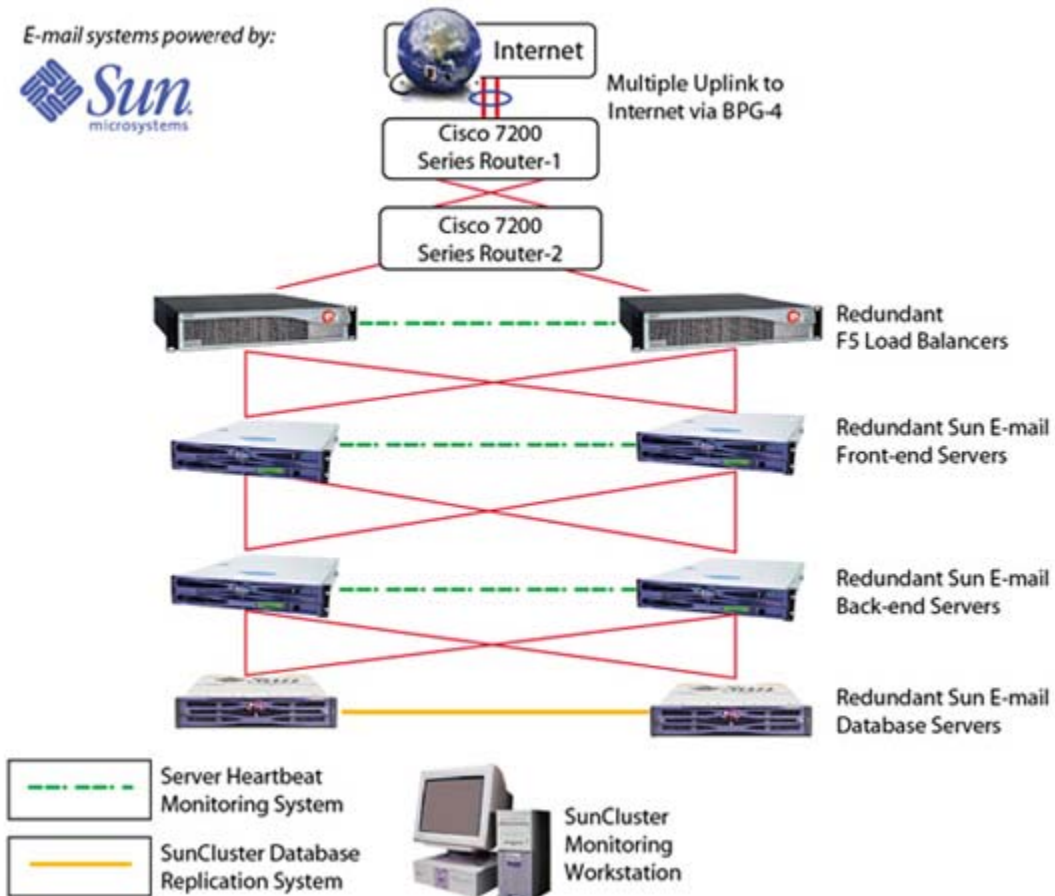 E-mail systems powered by:
Sun
microsystems
Internet
Multiple Uplink to
Internet via BPG-4
Cisco 7200
Series Router-1
Cisco 7200
Series Router-2
Redundant
F5 Load Balancers
Redundant Sun E-mail
Front-end Servers
Redundant Sun E-mail
Back-end Servers
Redundant Sun E-mail
Database Servers
Server Heartbeat
Monitoring System
SunCluster Database
Replication System
SunCluster
Monitoring
Workstation